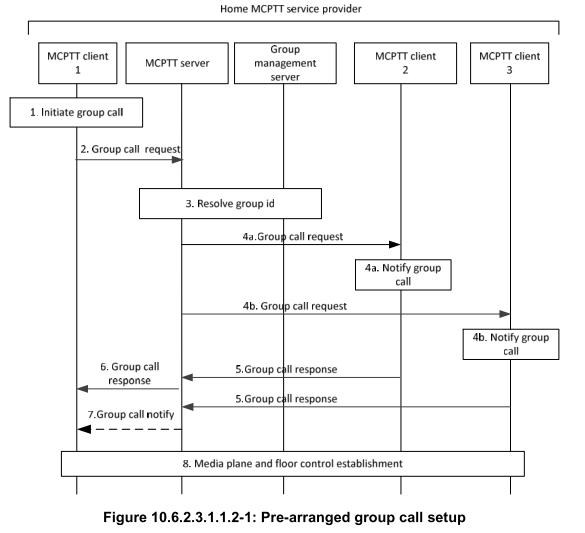 Home MCPTT service provider
MCPTT client
1
MCPTT server
Group
management
server
MCPTT client
2
MCPTT client
3
1. Initiate group call
2. Group call request
3. Resolve group id
4a.Group call request
4a. Notify group
call
4b. Group call request
4b. Notify group
call
6. Group call
response
5.Group call response
5.Group call response
7.Group call notify
8. Media plane and floor control establishment
Figure 10.6.2.3.1.1.2-1: Pre-arranged group call setup